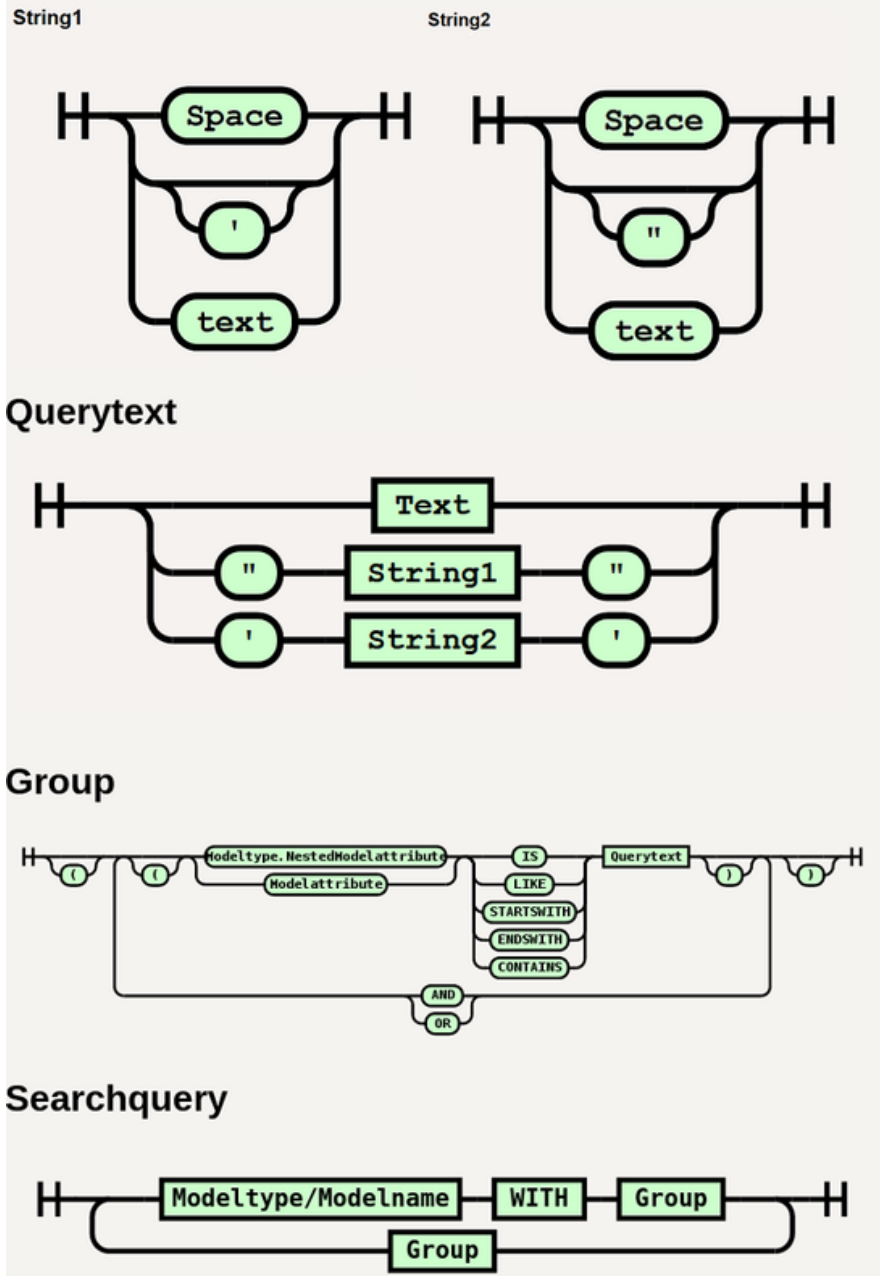 String1 String2
Space Space
' "
text text
Querytext
Text
" String1 "
' String2 '
Group
Modeltype.NestedModelattribute IS Querytext
( ( ) )
Modelattribute LIKE
STARTSWITH
ENDSWITH
CONTAINS
AND
OR
Searchquery
Modeltype/Modelname WITH Group
Group